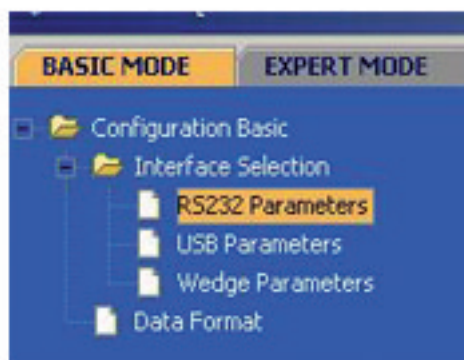 BASIC MODE EXPERT MODE
Configuration Basic
Interface Selection
RS232 Parameters
USB Parameters
Wedge Parameters
Data Format